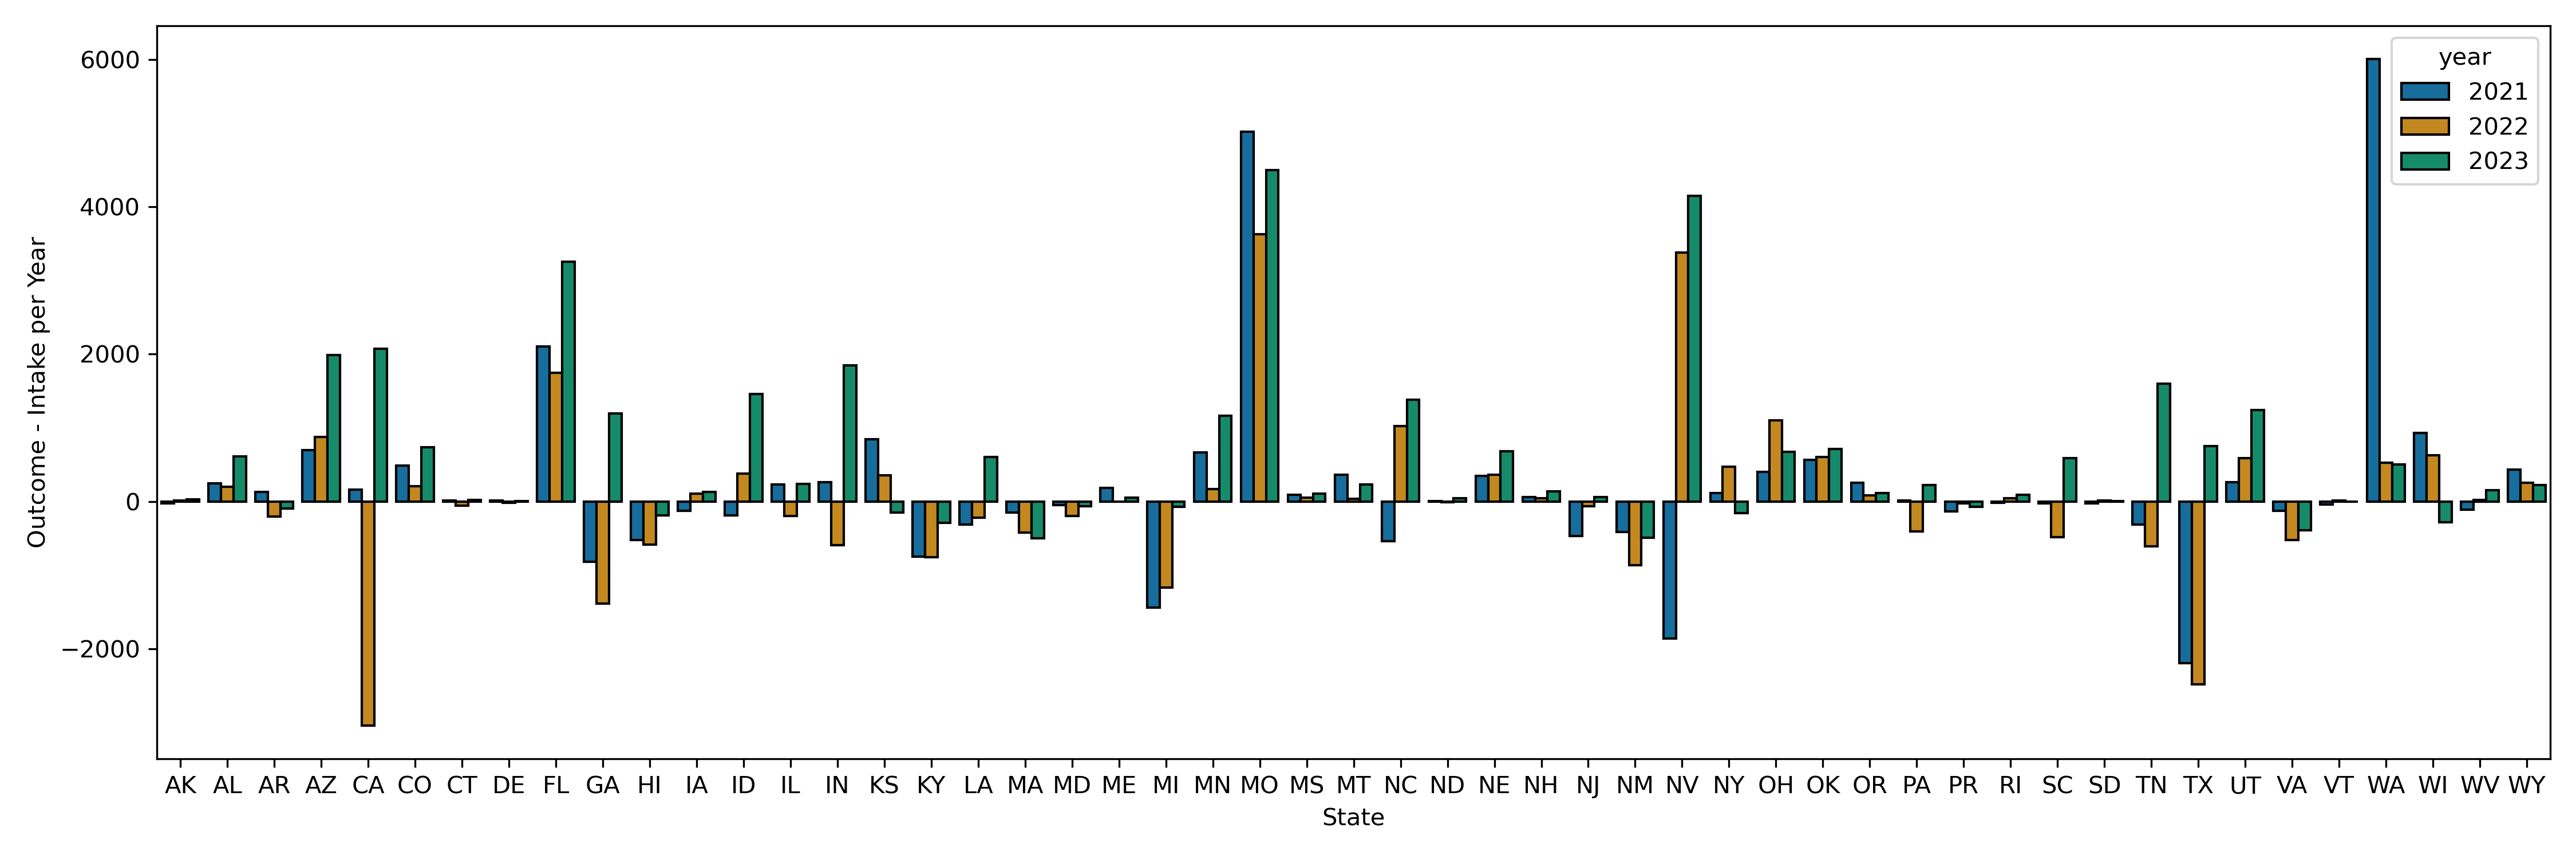 year
2021
2022
2023
6000
4000
2000
0
−2000
Outcome - Intake per Year
AK AL AR AZ CA CO CT DE FL GA HI IA ID IL IN KS KY LA MA MD ME MI MN MO MS MT NC ND NE NH NJ NM NV NY OH OK OR PA PR RI SC SD TN TX UT VA VT WA WI WV WY
State